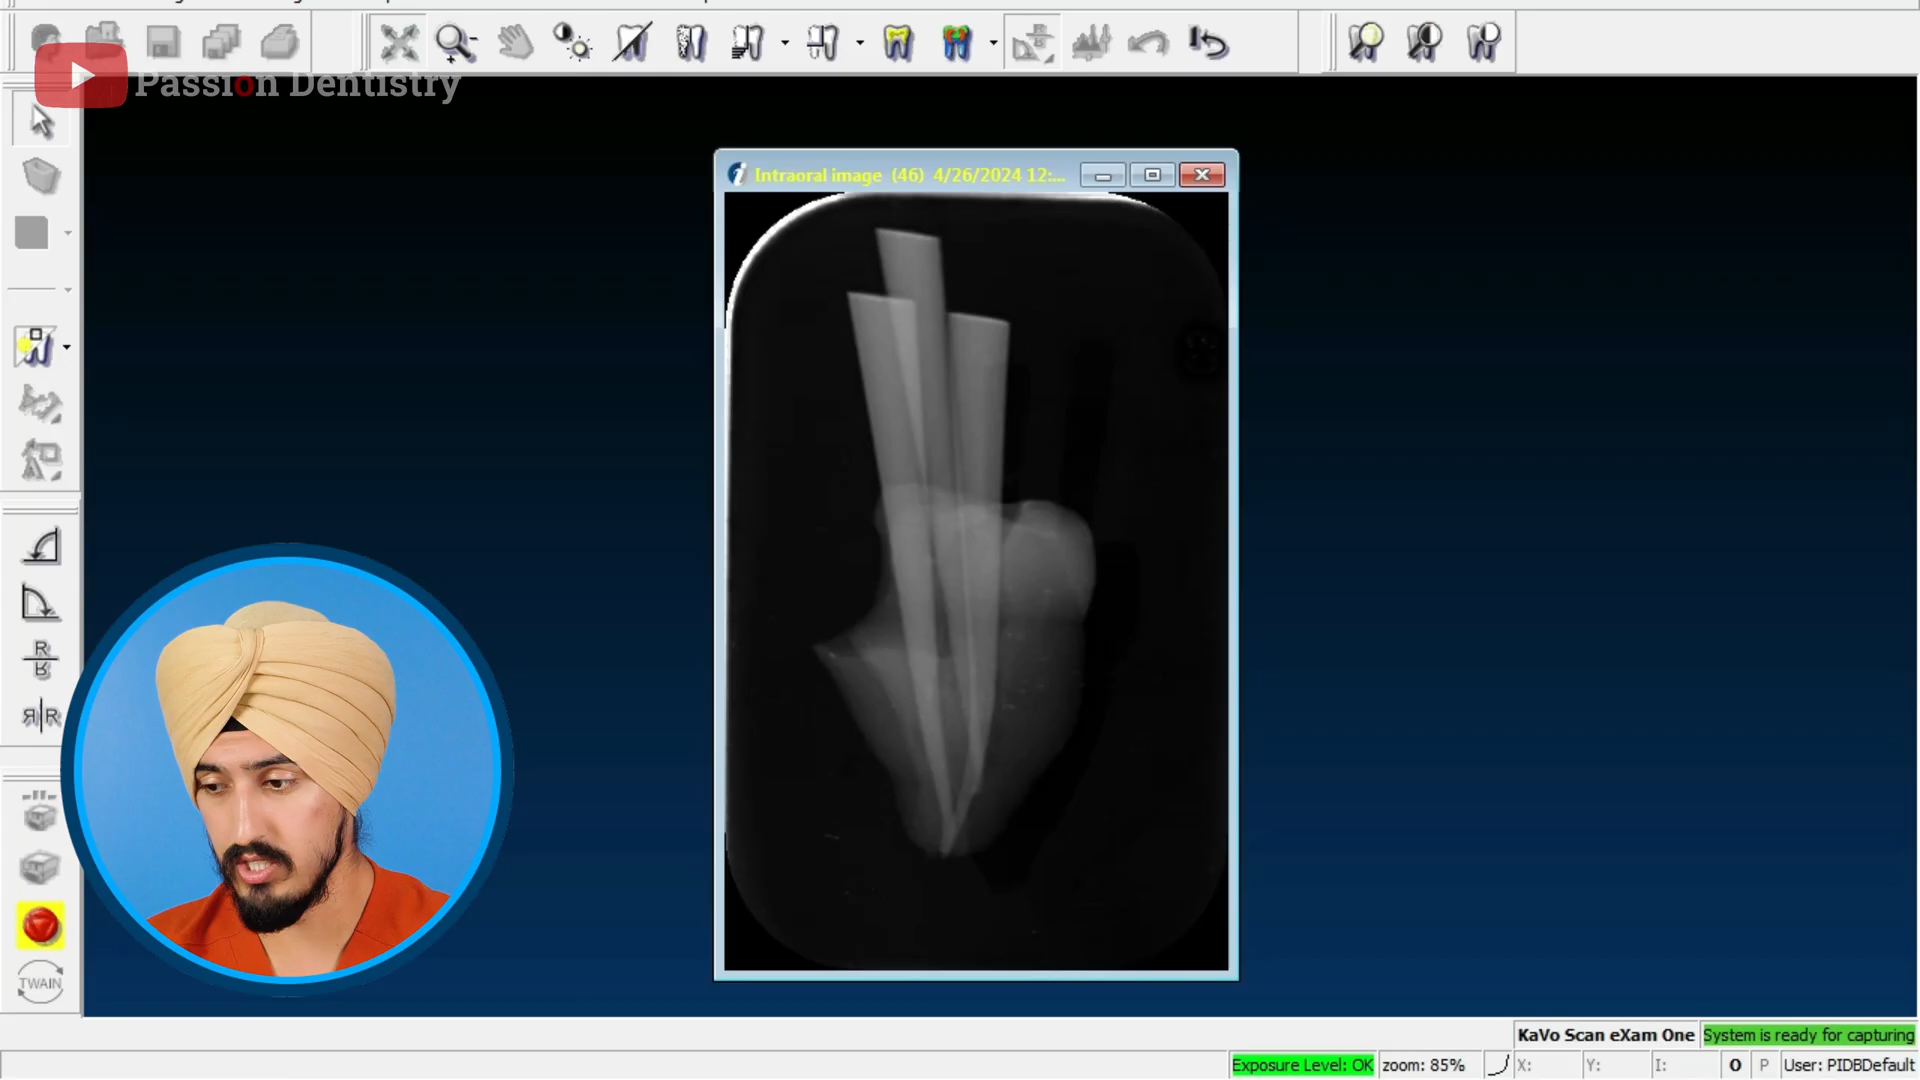 Passion Dentistry
Intraoral image (46) 4/26/2024 12:...
R
R
R|R
TWAIN
KaVo Scan eXam One
System is ready for capturing
Exposure Level: OK
zoom: 85%
X:
Y:
I:
O
P
User: PIDBDefault